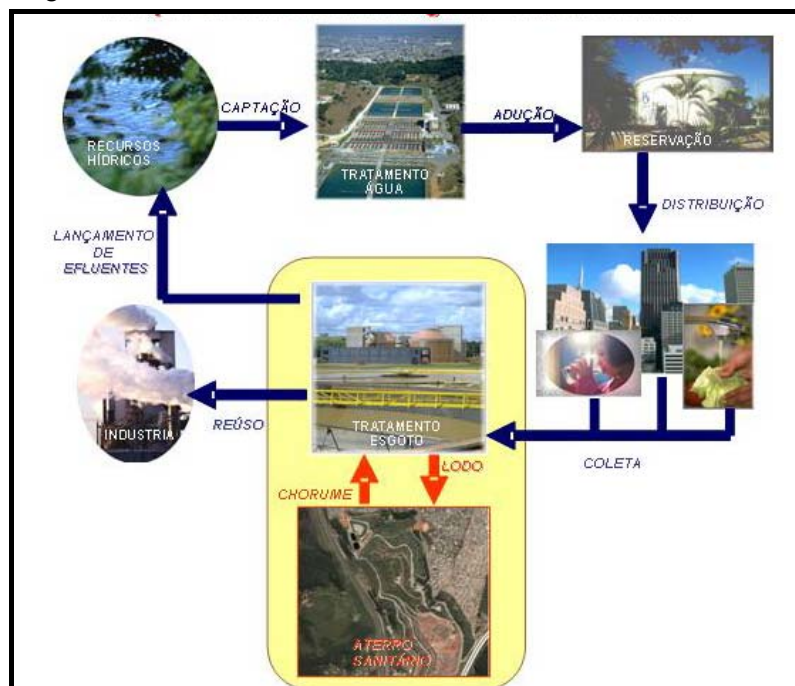 CAPTAÇÃO
RECURSOS
HÍDRICOS
TRATAMENTO
ÁGUA
ADUÇÃO
RESERVAÇÃO
DISTRIBUIÇÃO
LANÇAMENTO
DE
EFLUENTES
INDUSTRIA
REÚSO
TRATAMENTO
ESGOTO
COLETA
CHORUME
LODO
ATERRO
SANITÁRIO